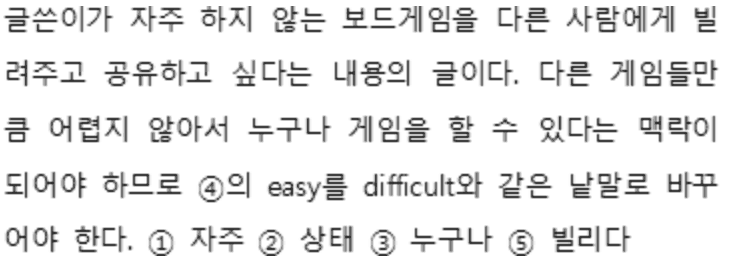 글쓴이가 자주 하지 않는 보드게임을 다른 사람에게 빌
려주고 공유하고 싶다는 내용의 글이다. 다른 게임들만
큼 어렵지 않아서 누구나 게임을 할 수 있다는 맥락이
되어야 하므로 ④의 easy를 difficult와 같은 낱말로 바꾸
어야 한다. ① 자주 ② 상태 ③ 누구나 ⑤ 빌리다